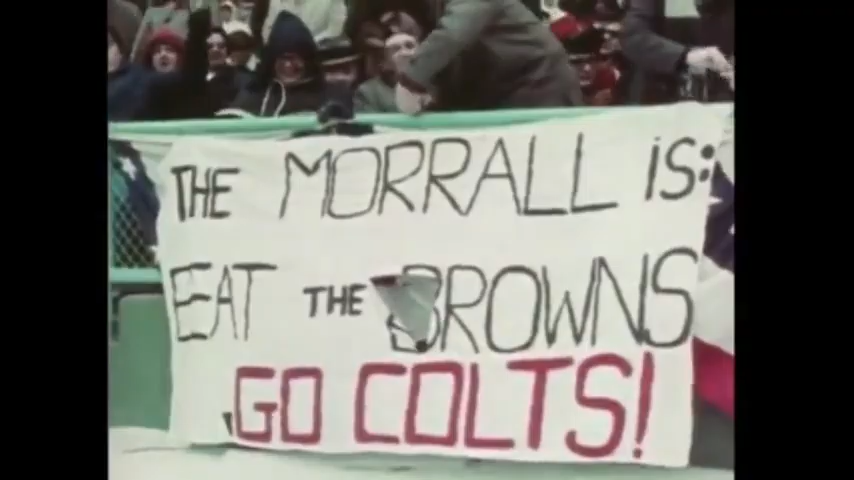 THE MORRALL iS:
EAT THE BROWNS
GO COLTS!